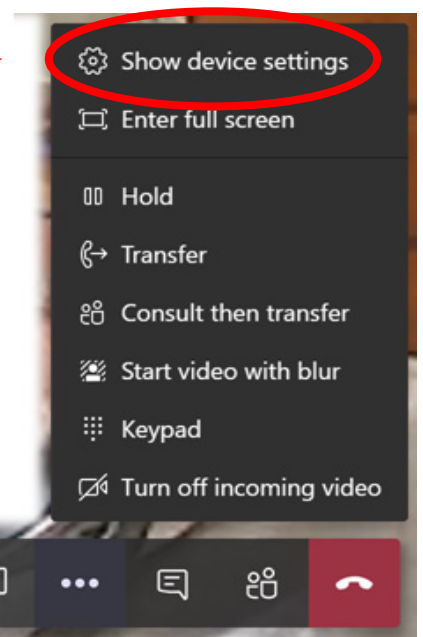 Show device settings
Enter full screen
Hold
Transfer
Consult then transfer
Start video with blur
Keypad
Turn off incoming video